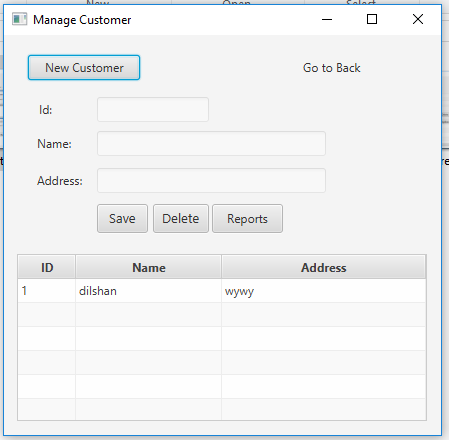 Manage Customer
New Customer
Go to Back
Id:
Name:
Address:
Save Delete Reports
ID Name Address
1 dilshan wywy